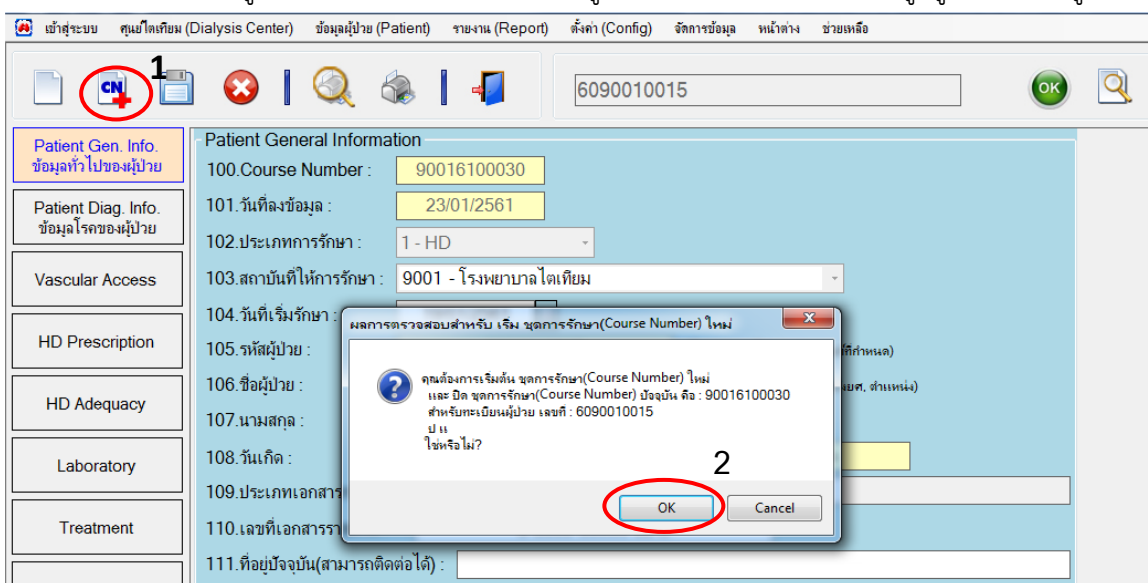 เข้าสู่ระบบ ศูนย์ไตเทียม (Dialysis Center) ข้อมูลผู้ป่วย (Patient) รายงาน (Report) ตั้งค่า (Config) จัดการข้อมูล หน้าต่าง ช่วยเหลือ
1
CN
6090010015
OK
Patient Gen. Info.
ข้อมูลทั่วไปของผู้ป่วย
Patient Diag. Info.
ข้อมูลโรคของผู้ป่วย
Vascular Access
HD Prescription
HD Adequacy
Laboratory
Treatment
Patient General Information
100.Course Number : 90016100030
101.วันที่ลงข้อมูล : 23/01/2561
102.ประเภทการรักษา : 1 - HD
103.สถาบันที่ให้การรักษา : 9001 - โรงพยาบาลไตเทียม
104.วันที่เริ่มรักษา :
105.รหัสผู้ป่วย : ที่กำหนด)
106.ชื่อผู้ป่วย : ยศ, ตำแหน่ง)
107.นามสกุล :
108.วันเกิด :
109.ประเภทเอกสาร
110.เลขที่เอกสารรา
111.ที่อยู่ปัจจุบัน(สามารถติดต่อได้) :
ผลการตรวจสอบสำหรับ เริ่ม ชุดการรักษา(Course Number) ใหม่
คุณต้องการเริ่มต้น ชุดการรักษา(Course Number) ใหม่
และ ปิด ชุดการรักษา(Course Number) ปัจจุบัน คือ : 90016100030
สำหรับทะเบียนผู้ป่วย เลขที่ : 6090010015
ป แ
ใช่หรือไม่?
2
OK Cancel